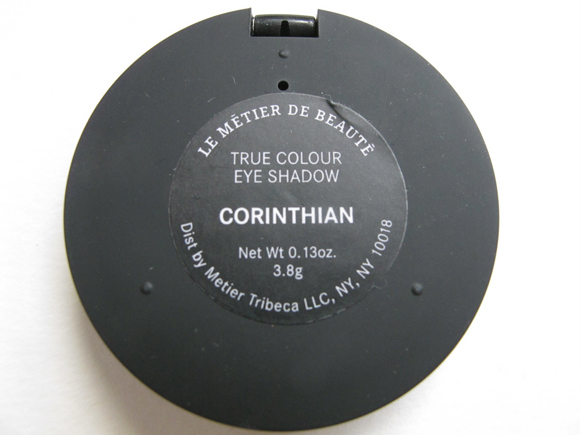 LE MÉTIER DE BEAUTÉ
TRUE COLOUR
EYE SHADOW
CORINTHIAN
Net Wt 0.13oz.
3.8g
Dist by Metier Tribeca LLC, NY, NY 10018